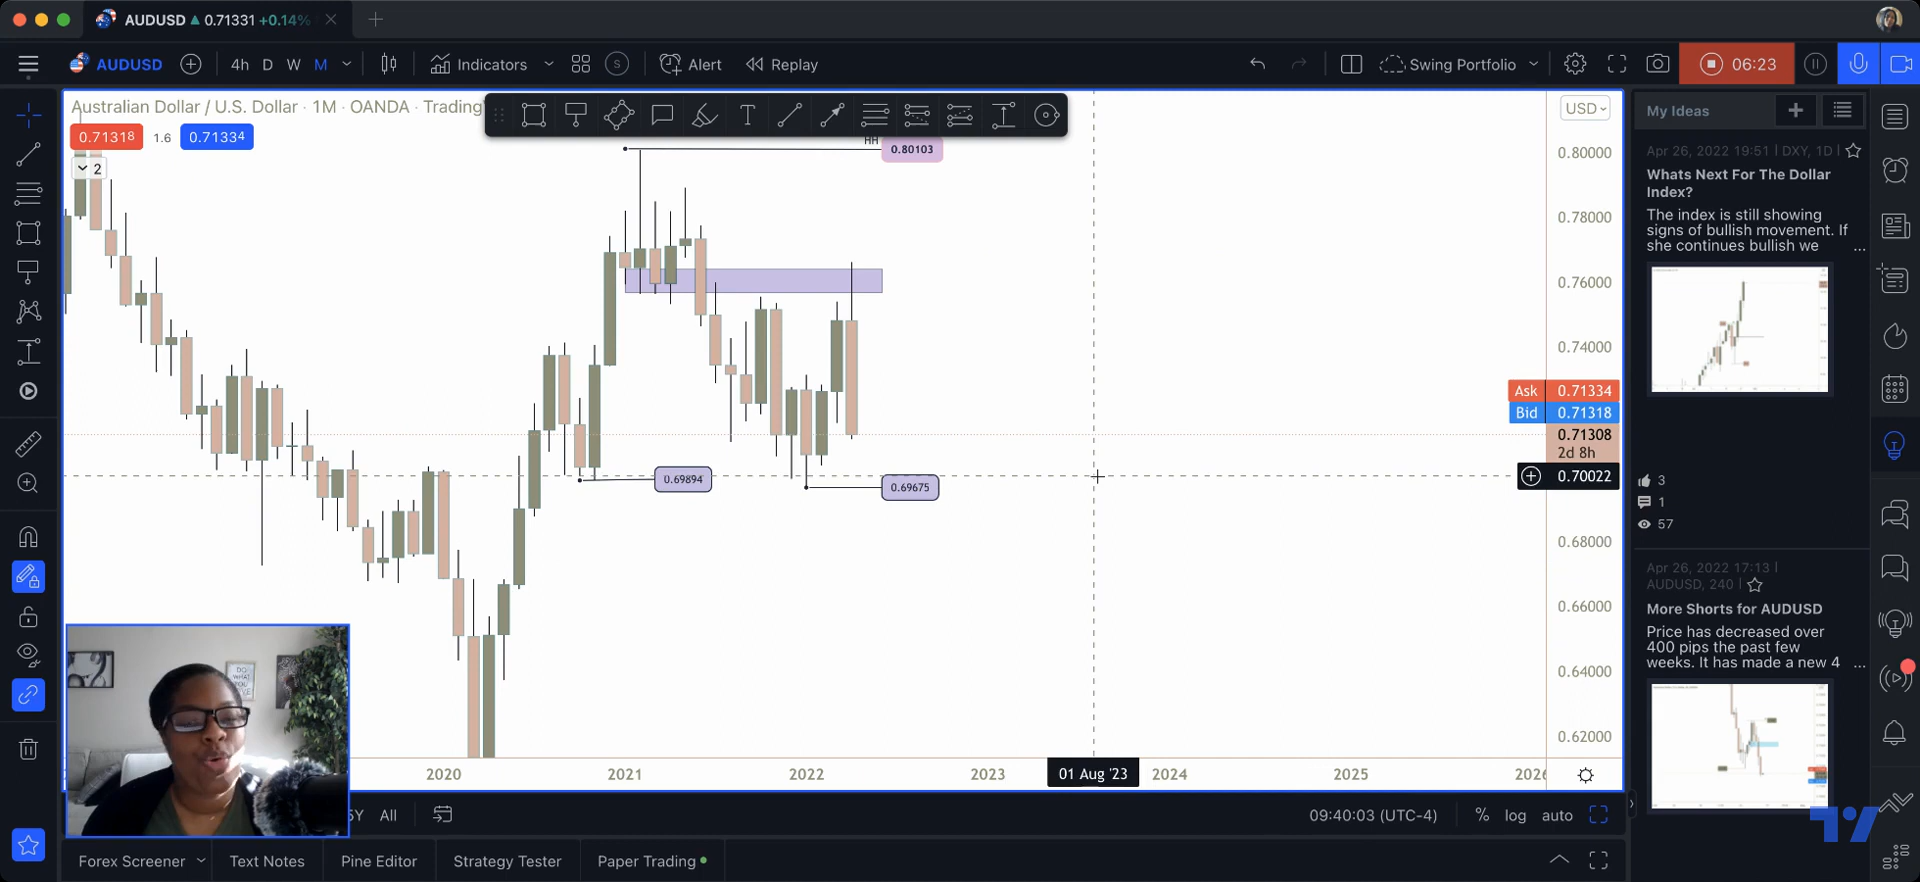 AUDUSD ▲ 0.71331 +0.14%
AUDUSD 4h D W M Indicators S Alert Replay Swing Portfolio 06:23
Australian Dollar / U.S. Dollar · 1M · OANDA · Trading
0.71318 1.6 0.71334
2
HH
0.80103
0.69894
0.69675
USD
0.80000
0.78000
0.76000
0.74000
Ask 0.71334
Bid 0.71318
0.71308
2d 8h
0.70022
0.68000
0.66000
0.64000
0.62000
2020 2021 2022 2023 01 Aug '23 2024 2025 2026
DO
WHAT
YOU
LOVE
5Y All 09:40:03 (UTC-4) % log auto
Forex Screener Text Notes Pine Editor Strategy Tester Paper Trading
My Ideas
Apr 26, 2022 19:51 | DXY, 1D |
Whats Next For The Dollar
Index?
The index is still showing
signs of bullish movement. If
she continues bullish we ...
3
1
57
Apr 26, 2022 17:13 |
AUDUSD, 240 |
More Shorts for AUDUSD
Price has decreased over
400 pips the past few
weeks. It has made a new 4 ...